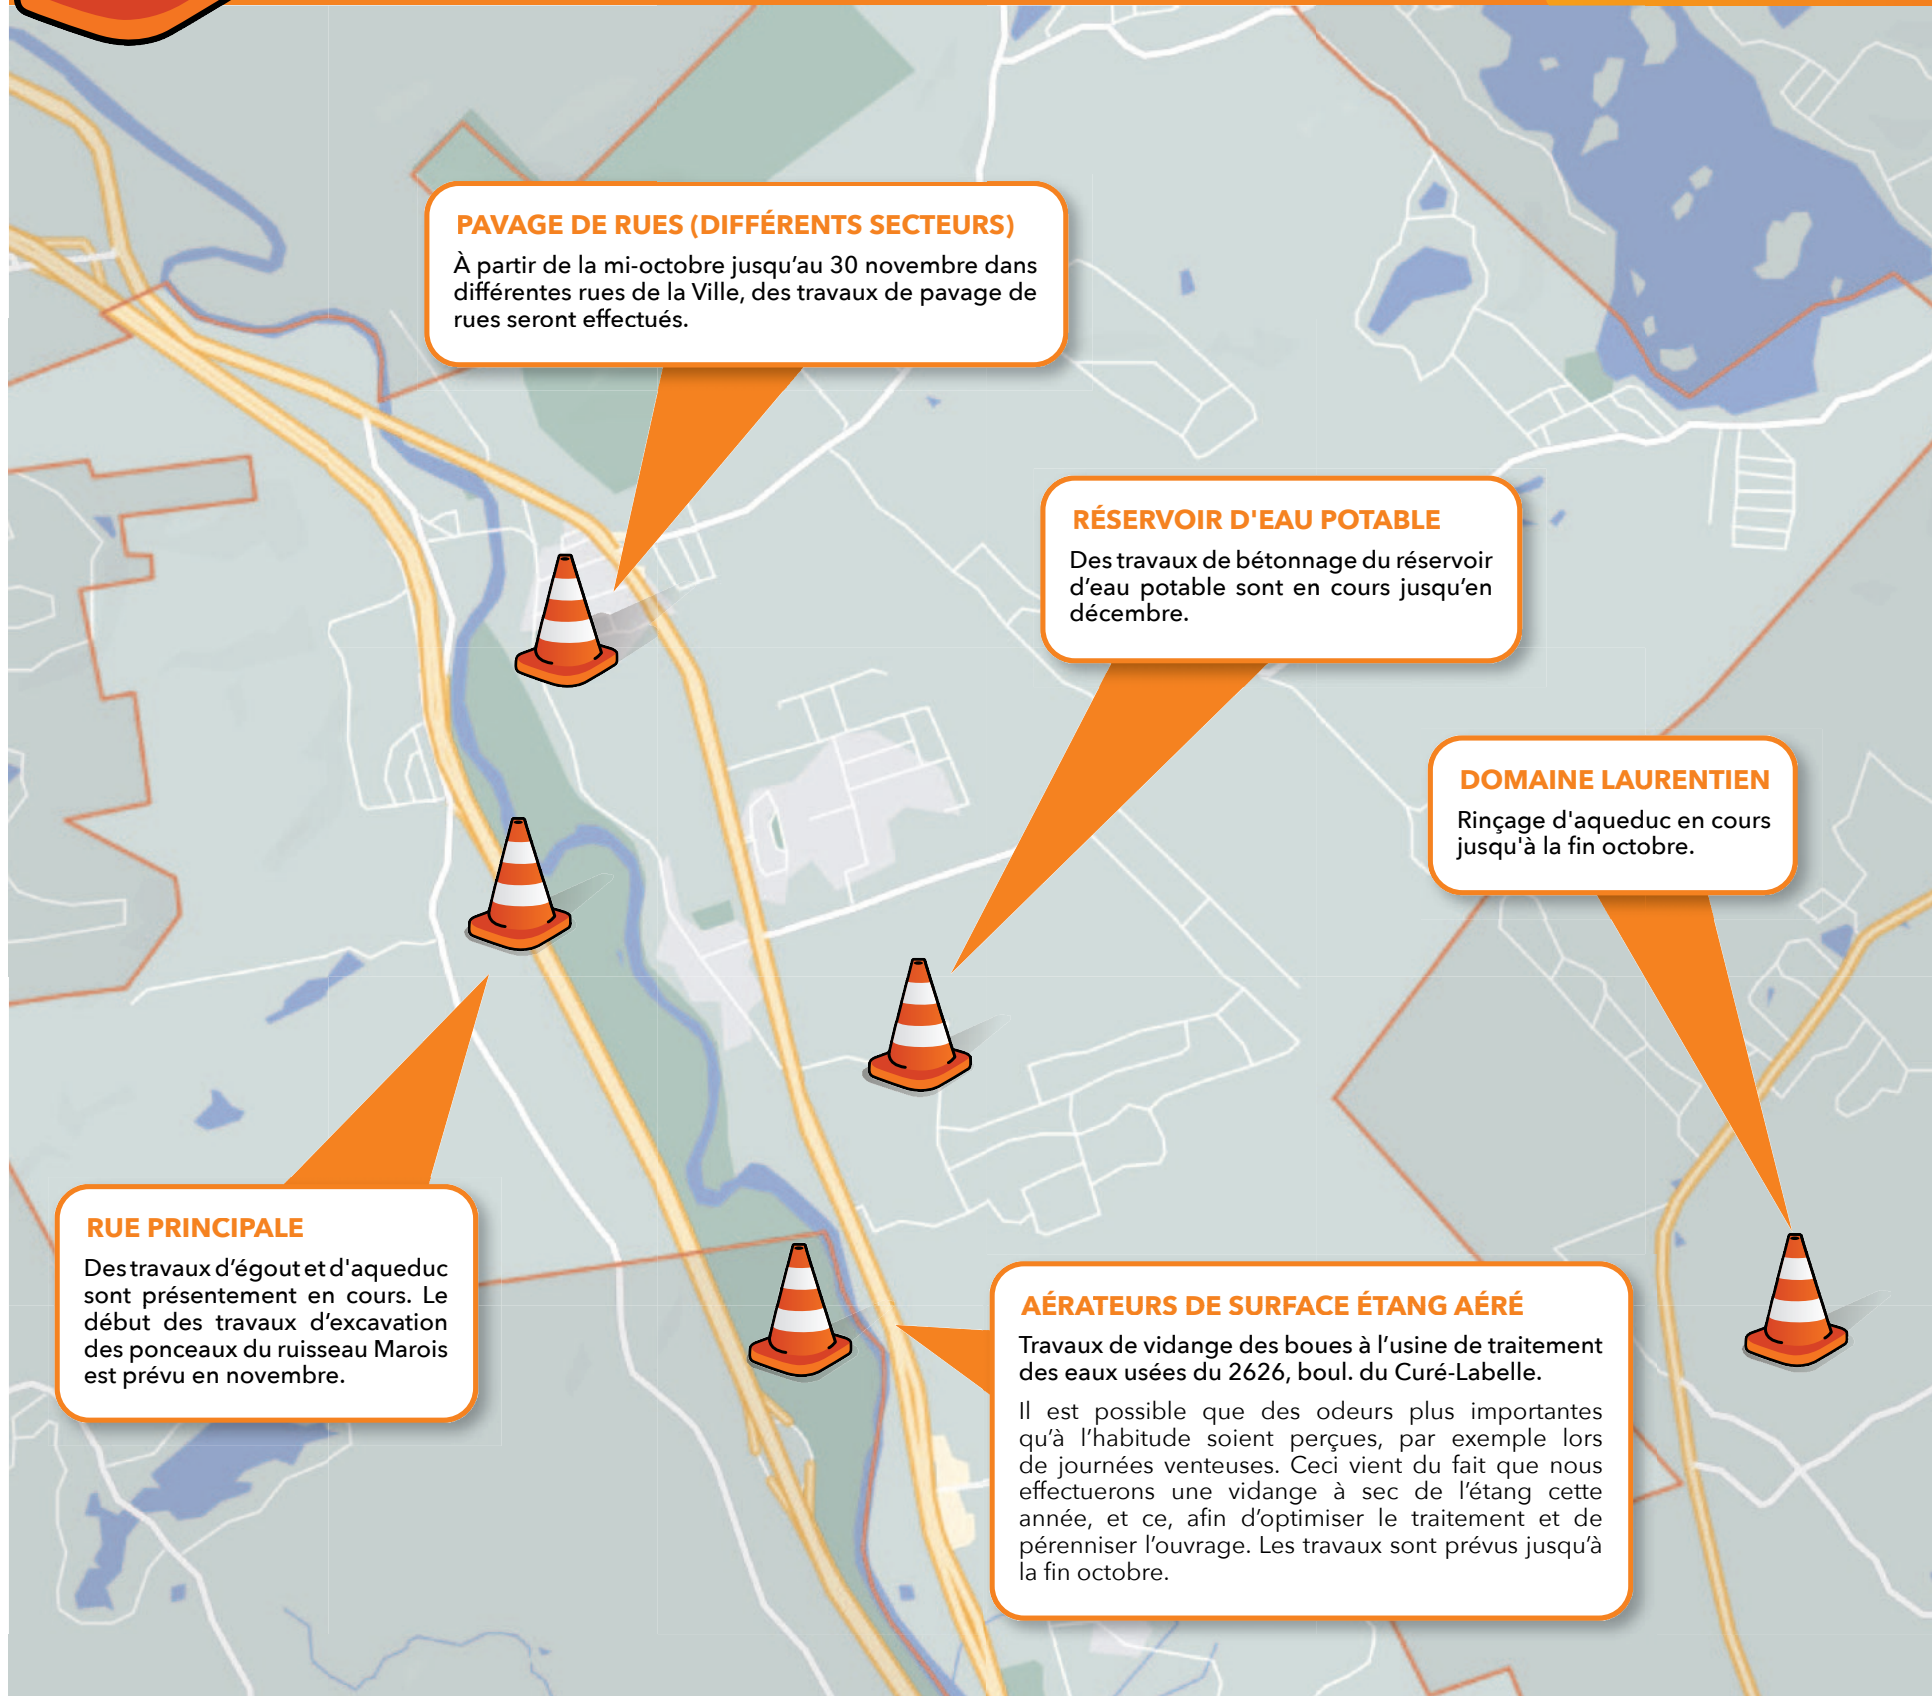 PAVAGE DE RUES (DIFFÉRENTS SECTEURS)
À partir de la mi-octobre jusqu’au 30 novembre dans
différentes rues de la Ville, des travaux de pavage de
rues seront effectués.
RÉSERVOIR D'EAU POTABLE
Des travaux de bétonnage du réservoir
d’eau potable sont en cours jusqu’en
décembre.
DOMAINE LAURENTIEN
Rinçage d'aqueduc en cours
jusqu'à la fin octobre.
RUE PRINCIPALE
Des travaux d’égout et d'aqueduc
sont présentement en cours. Le
début des travaux d’excavation
des ponceaux du ruisseau Marois
est prévu en novembre.
AÉRATEURS DE SURFACE ÉTANG AÉRÉ
Travaux de vidange des boues à l’usine de traitement
des eaux usées du 2626, boul. du Curé-Labelle.
Il est possible que des odeurs plus importantes
qu’à l’habitude soient perçues, par exemple lors
de journées venteuses. Ceci vient du fait que nous
effectuerons une vidange à sec de l’étang cette
année, et ce, afin d’optimiser le traitement et de
pérenniser l’ouvrage. Les travaux sont prévus jusqu’à
la fin octobre.